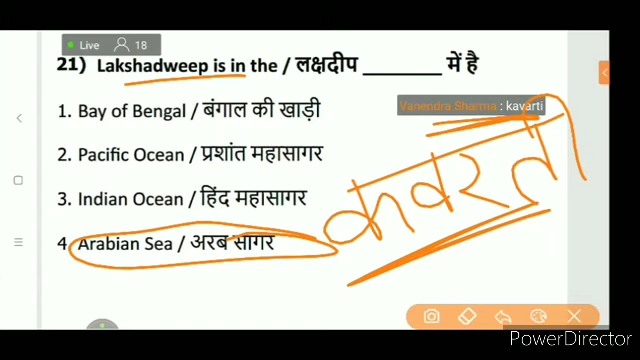 Live 18
21) Lakshadweep is in the / लक्षदीप ________ में है
1. Bay of Bengal / बंगाल की खाड़ी
Vanendra Sharma : kavarti
2. Pacific Ocean / प्रशांत महासागर
3. Indian Ocean / हिंद महासागर
कवरती
4. Arabian Sea / अरब सागर
PowerDirector